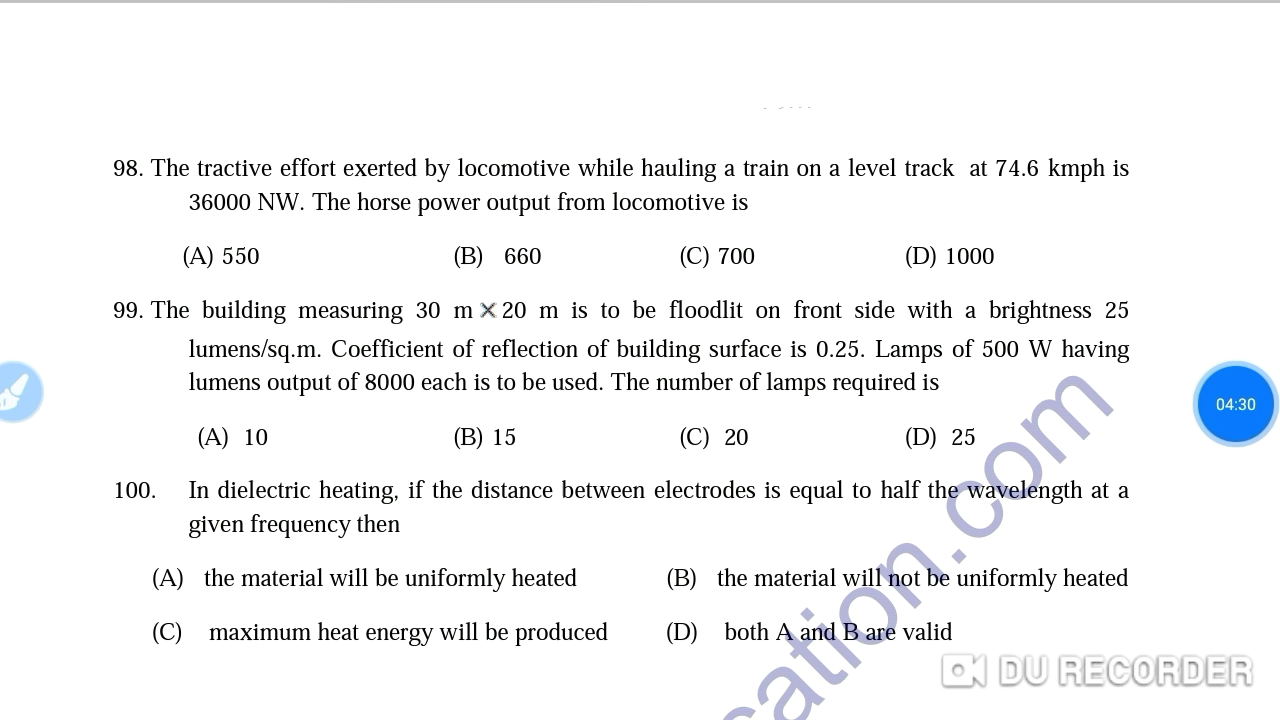 98. The tractive effort exerted by locomotive while hauling a train on a level track at 74.6 kmph is
36000 NW. The horse power output from locomotive is
(A) 550 (B) 660 (C) 700 (D) 1000
99. The building measuring 30 m × 20 m is to be floodlit on front side with a brightness 25
lumens/sq.m. Coefficient of reflection of building surface is 0.25. Lamps of 500 W having
lumens output of 8000 each is to be used. The number of lamps required is
04:30
(A) 10 (B) 15 (C) 20 (D) 25
100. In dielectric heating, if the distance between electrodes is equal to half the wavelength at a
given frequency then
(A) the material will be uniformly heated (B) the material will not be uniformly heated
(C) maximum heat energy will be produced (D) both A and B are valid
cation.com
DU RECORDER